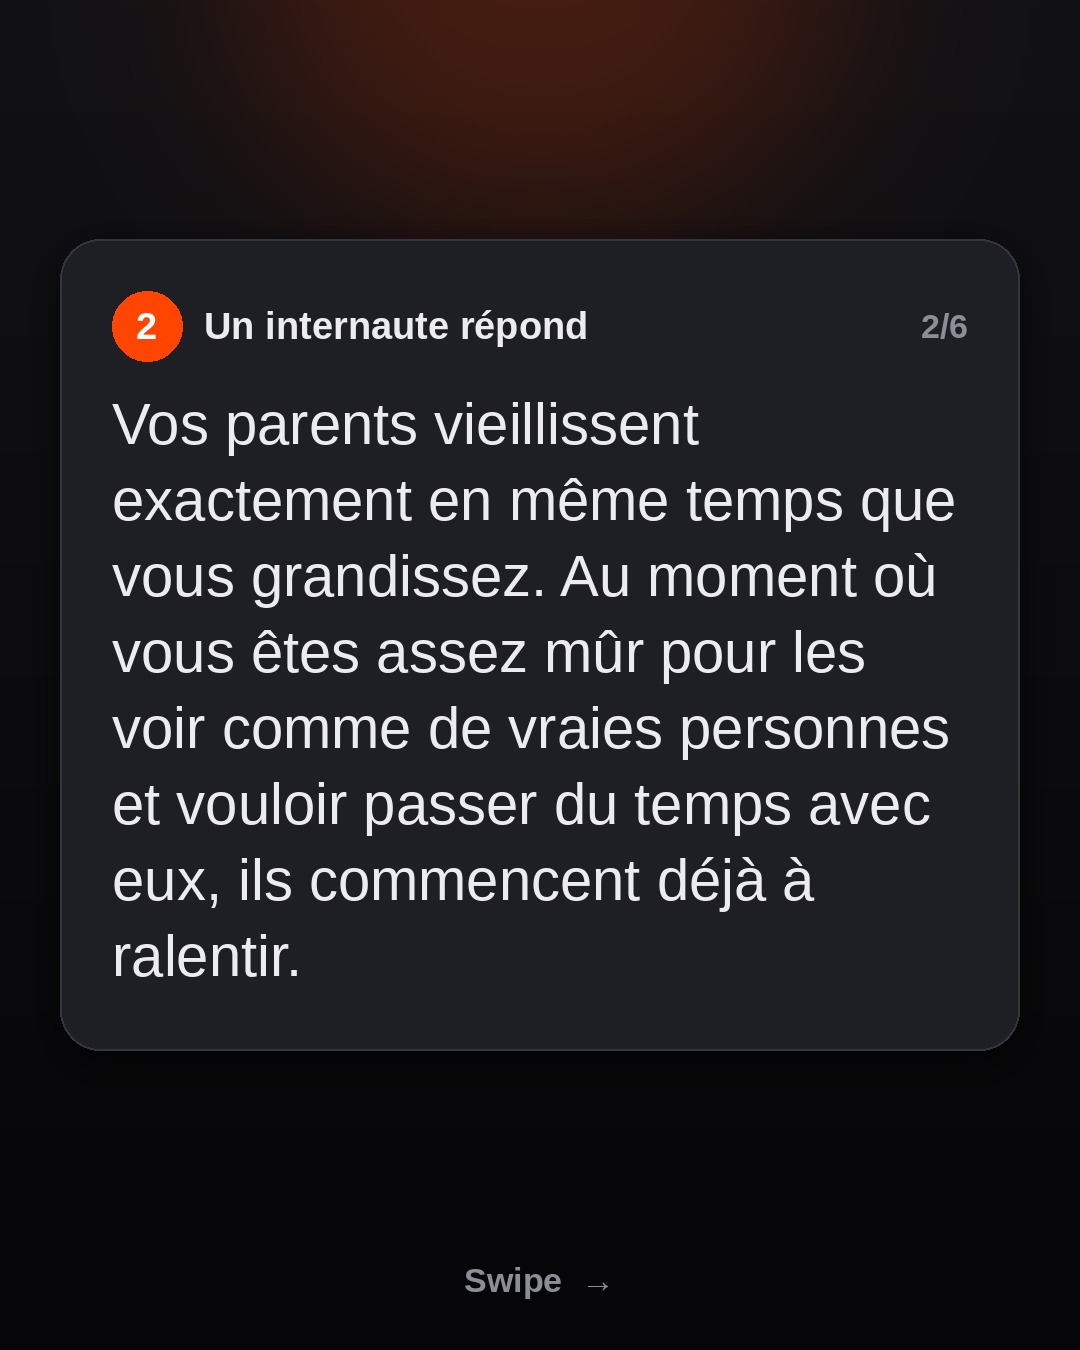 2 Un internaute répond 2/6
Vos parents vieillissent
exactement en même temps que
vous grandissez. Au moment où
vous êtes assez mûr pour les
voir comme de vraies personnes
et vouloir passer du temps avec
eux, ils commencent déjà à
ralentir.
Swipe →